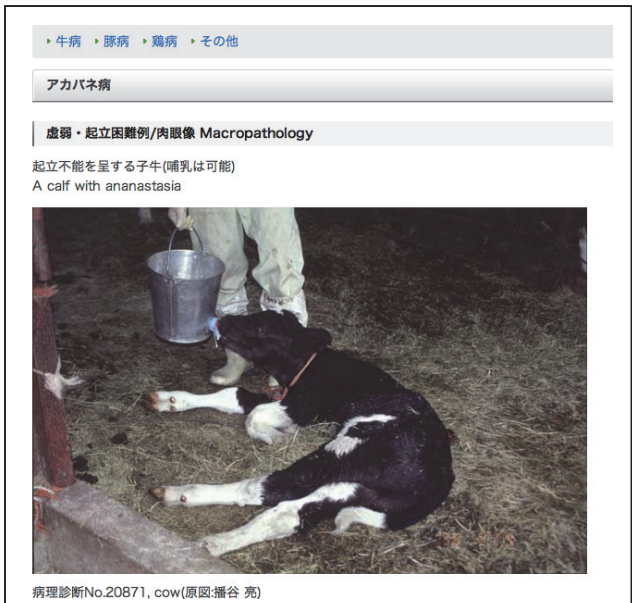 牛病 豚病 鶏病 その他
アカバネ病
虚弱・起立困難例/肉眼像 Macropathology
起立不能を呈する子牛(哺乳は可能)
A calf with ananastasia
病理診断No.20871, cow(原図:播谷 亮)